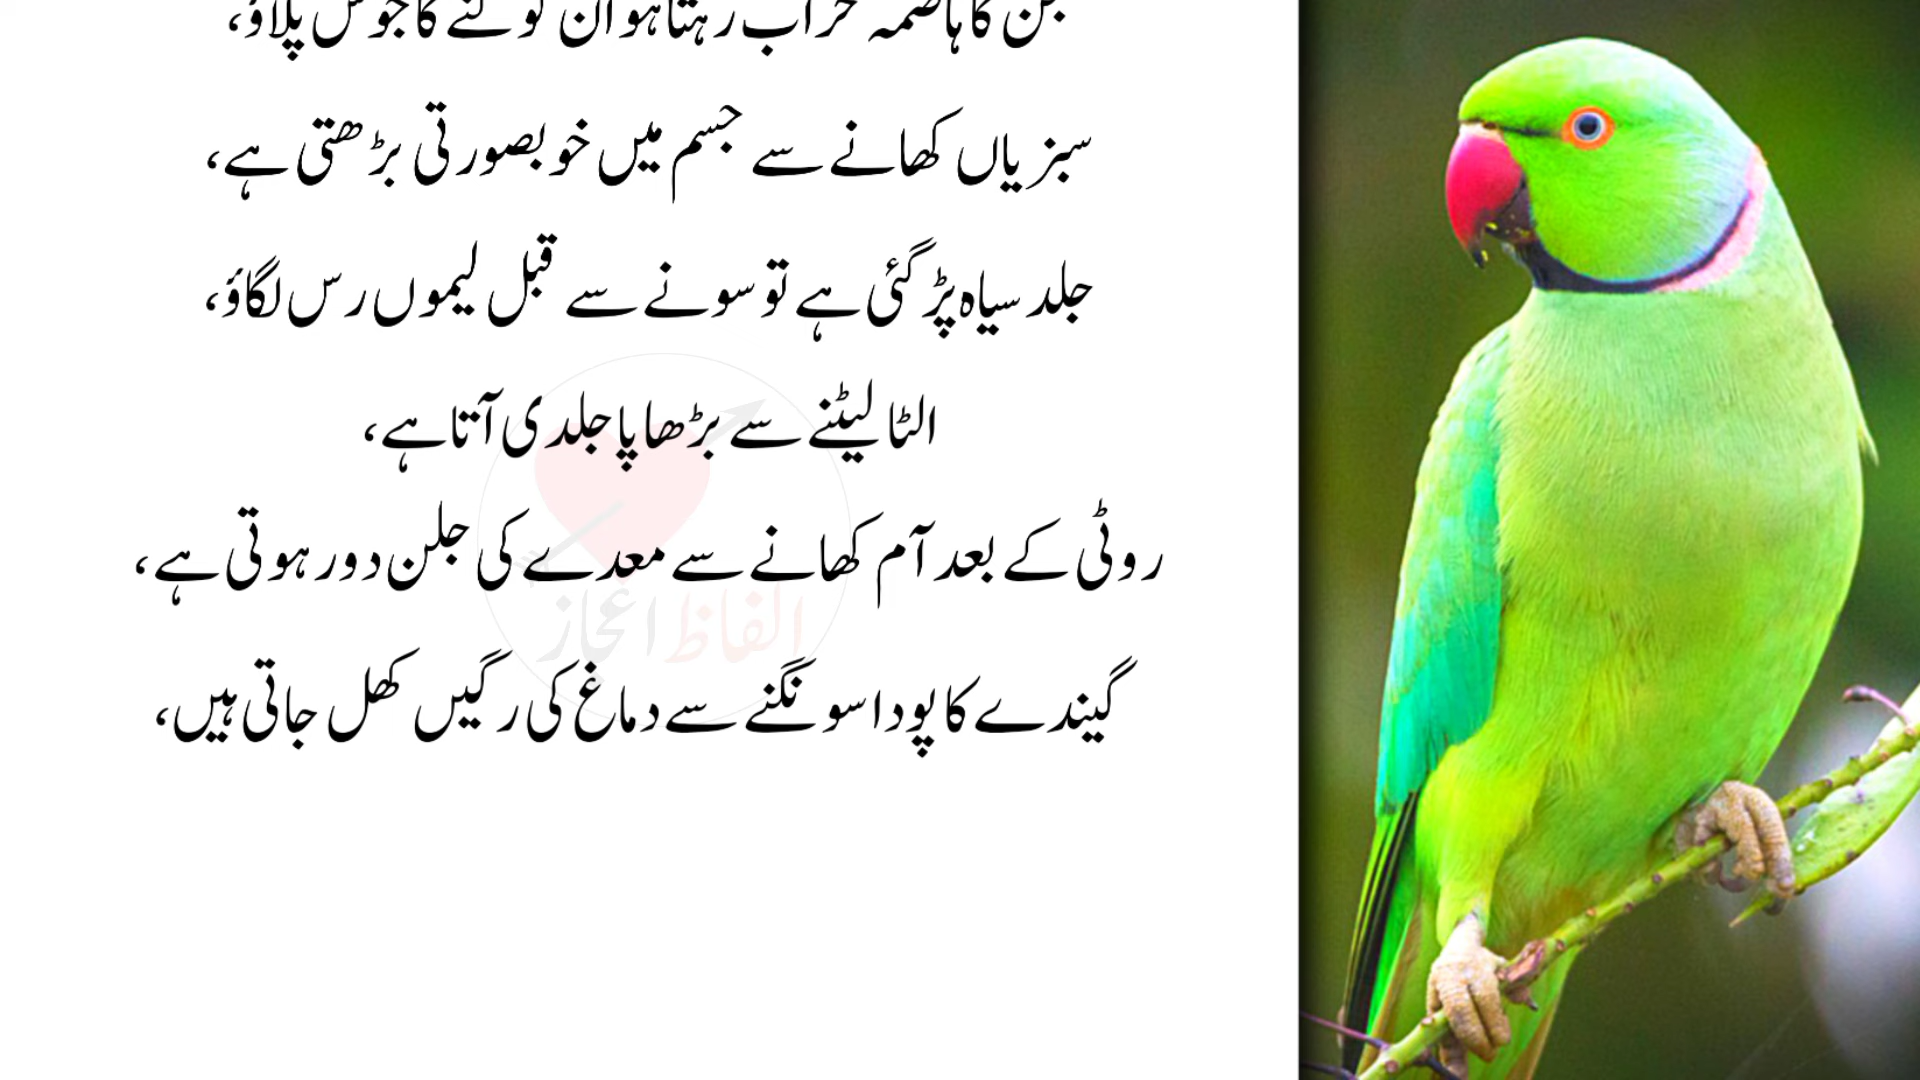 جن کا ہاضمہ خراب رہتا ہو ان کو گنے کا جوس پلاؤ،
سبزیاں کھانے سے جسم میں خوبصورتی بڑھتی ہے،
جلد سیاہ پڑ گئی ہے تو سونے سے قبل لیموں رس لگاؤ،
الٹا لیٹنے سے بڑھاپا جلدی آتا ہے،
روٹی کے بعد آم کھانے سے معدے کی جلن دور ہوتی ہے،
الفاظ اعجاز
گیندے کا پودا سونگنے سے دماغ کی رگیں کھل جاتی ہیں،